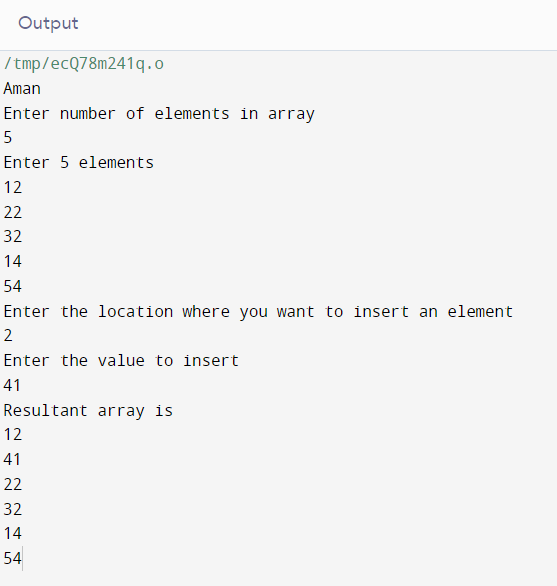 Output
/tmp/ecQ78m241q.o
Aman
Enter number of elements in array
5
Enter 5 elements
12
22
32
14
54
Enter the location where you want to insert an element
2
Enter the value to insert
41
Resultant array is
12
41
22
32
14
54